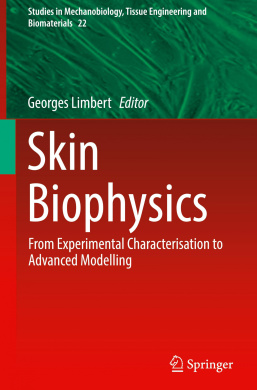 Studies in Mechanobiology, Tissue Engineering and
Biomaterials 22
Georges Limbert Editor
Skin
Biophysics
From Experimental Characterisation to
Advanced Modelling
Springer